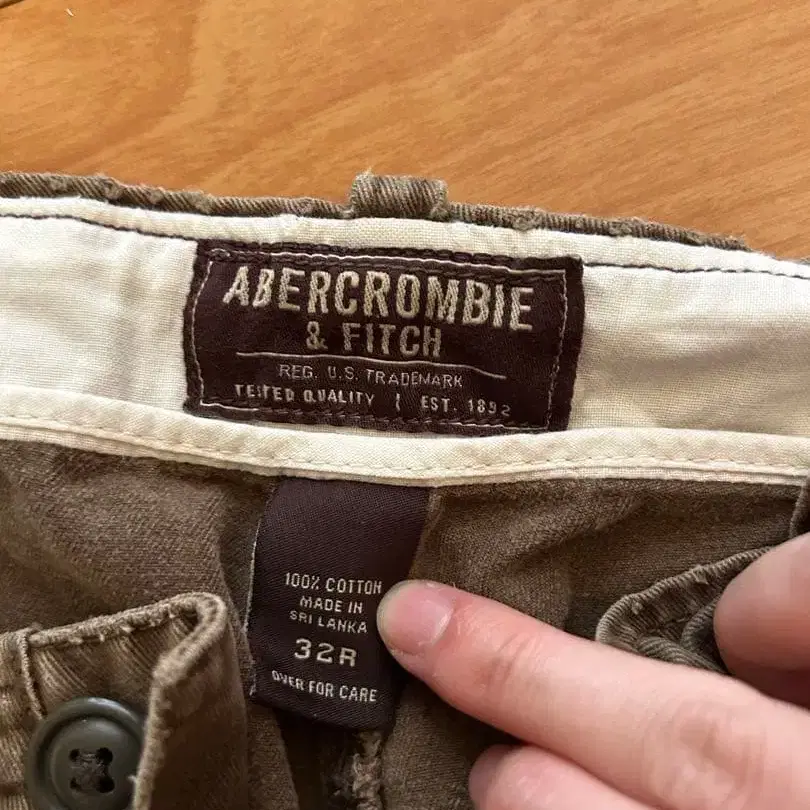 ABERCROMBIE
& FITCH
REG. U.S. TRADEMARK
TESTED QUALITY | EST. 1892
100% COTTON
MADE IN
SRI LANKA
32R
OVER FOR CARE